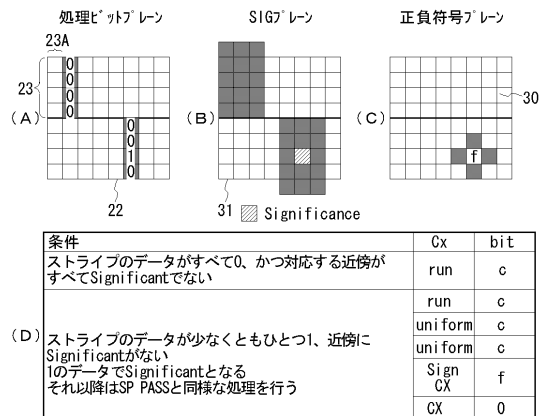 処理ビットプレーン
SIGプレーン
正負符号プレーン
23A
23
(A)
0
0
0
0
0
0
1
0
22
(B)
31
Significance
(C)
30
f
(D)
条件 Cx bit
ストライプのデータがすべて0、かつ対応する近傍が
すべてSignificantでない
run c
ストライプのデータが少なくともひとつ1、近傍に
Significantがない
1のデータでSignificantとなる
それ以降はSP PASSと同様な処理を行う
run c
uniform c
uniform c
Sign
CX
f
CX 0